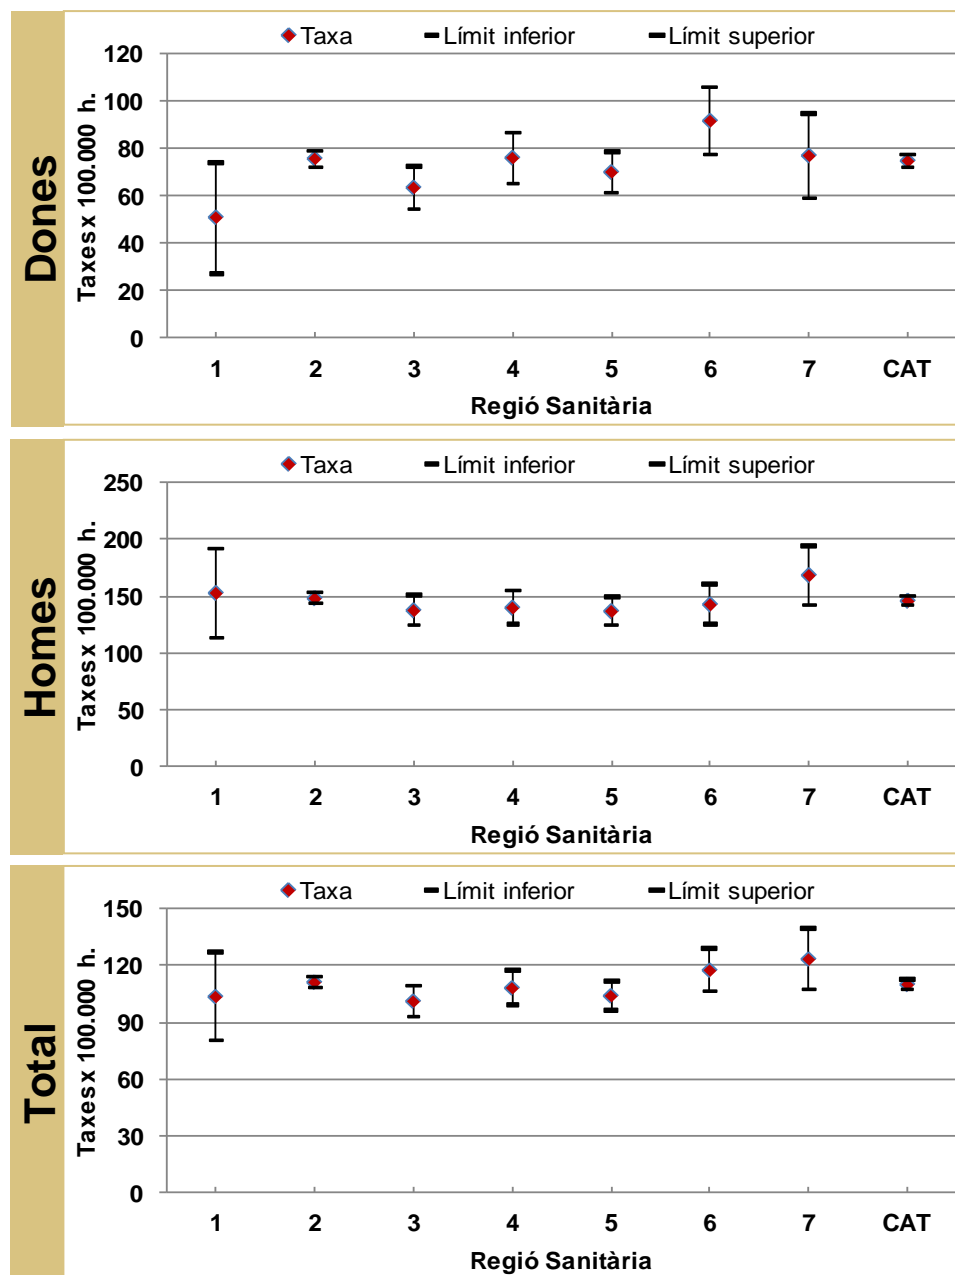 Dones
Taxa Límit inferior Límit superior
Taxes x 100.000 h.
120
100
80
60
40
20
0
1 2 3 4 5 6 7 CAT
Regió Sanitària
Homes
Taxa Límit inferior Límit superior
Taxes x 100.000 h.
250
200
150
100
50
0
1 2 3 4 5 6 7 CAT
Regió Sanitària
Total
Taxa Límit inferior Límit superior
Taxes x 100.000 h.
150
120
90
60
30
0
1 2 3 4 5 6 7 CAT
Regió Sanitària